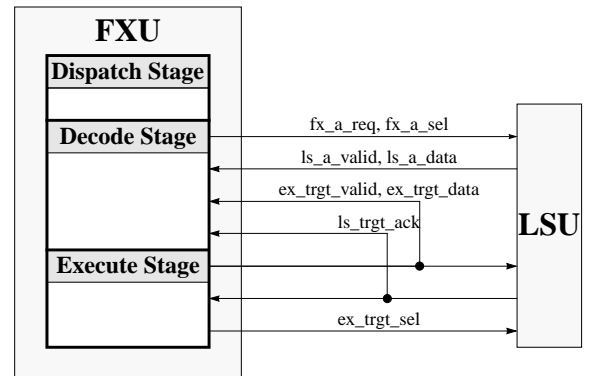 FXU
Dispatch Stage
Decode Stage
fx_a_req, fx_a_sel
ls_a_valid, ls_a_data
ex_trgt_valid, ex_trgt_data
ls_trgt_ack
LSU
Execute Stage
ex_trgt_sel